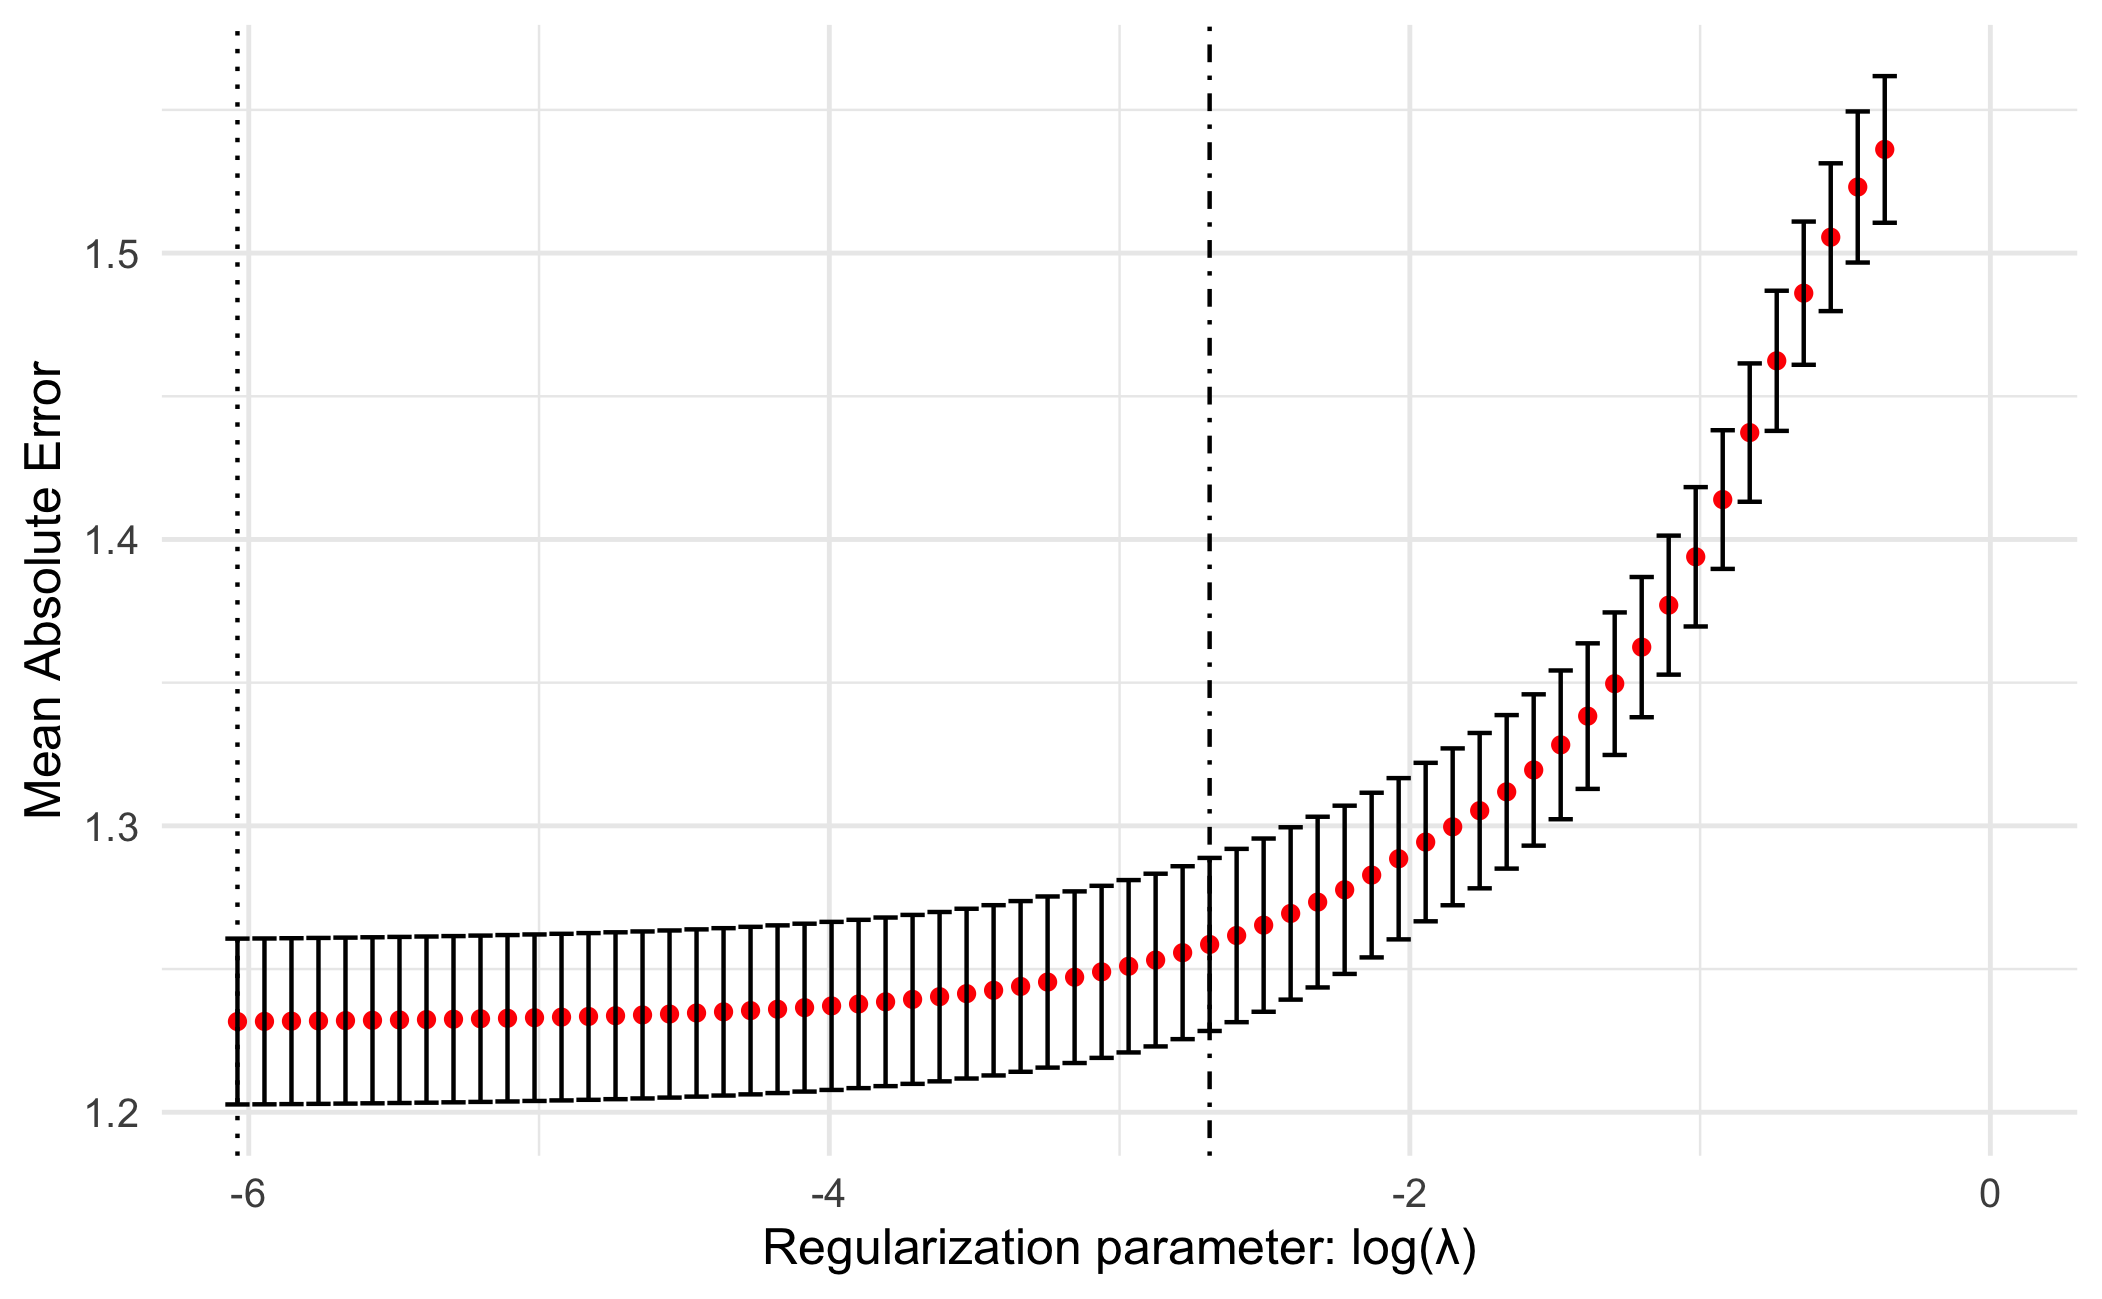 Mean Absolute Error
1.5
1.4
1.3
1.2
-6 -4 -2 0
Regularization parameter: log(λ)